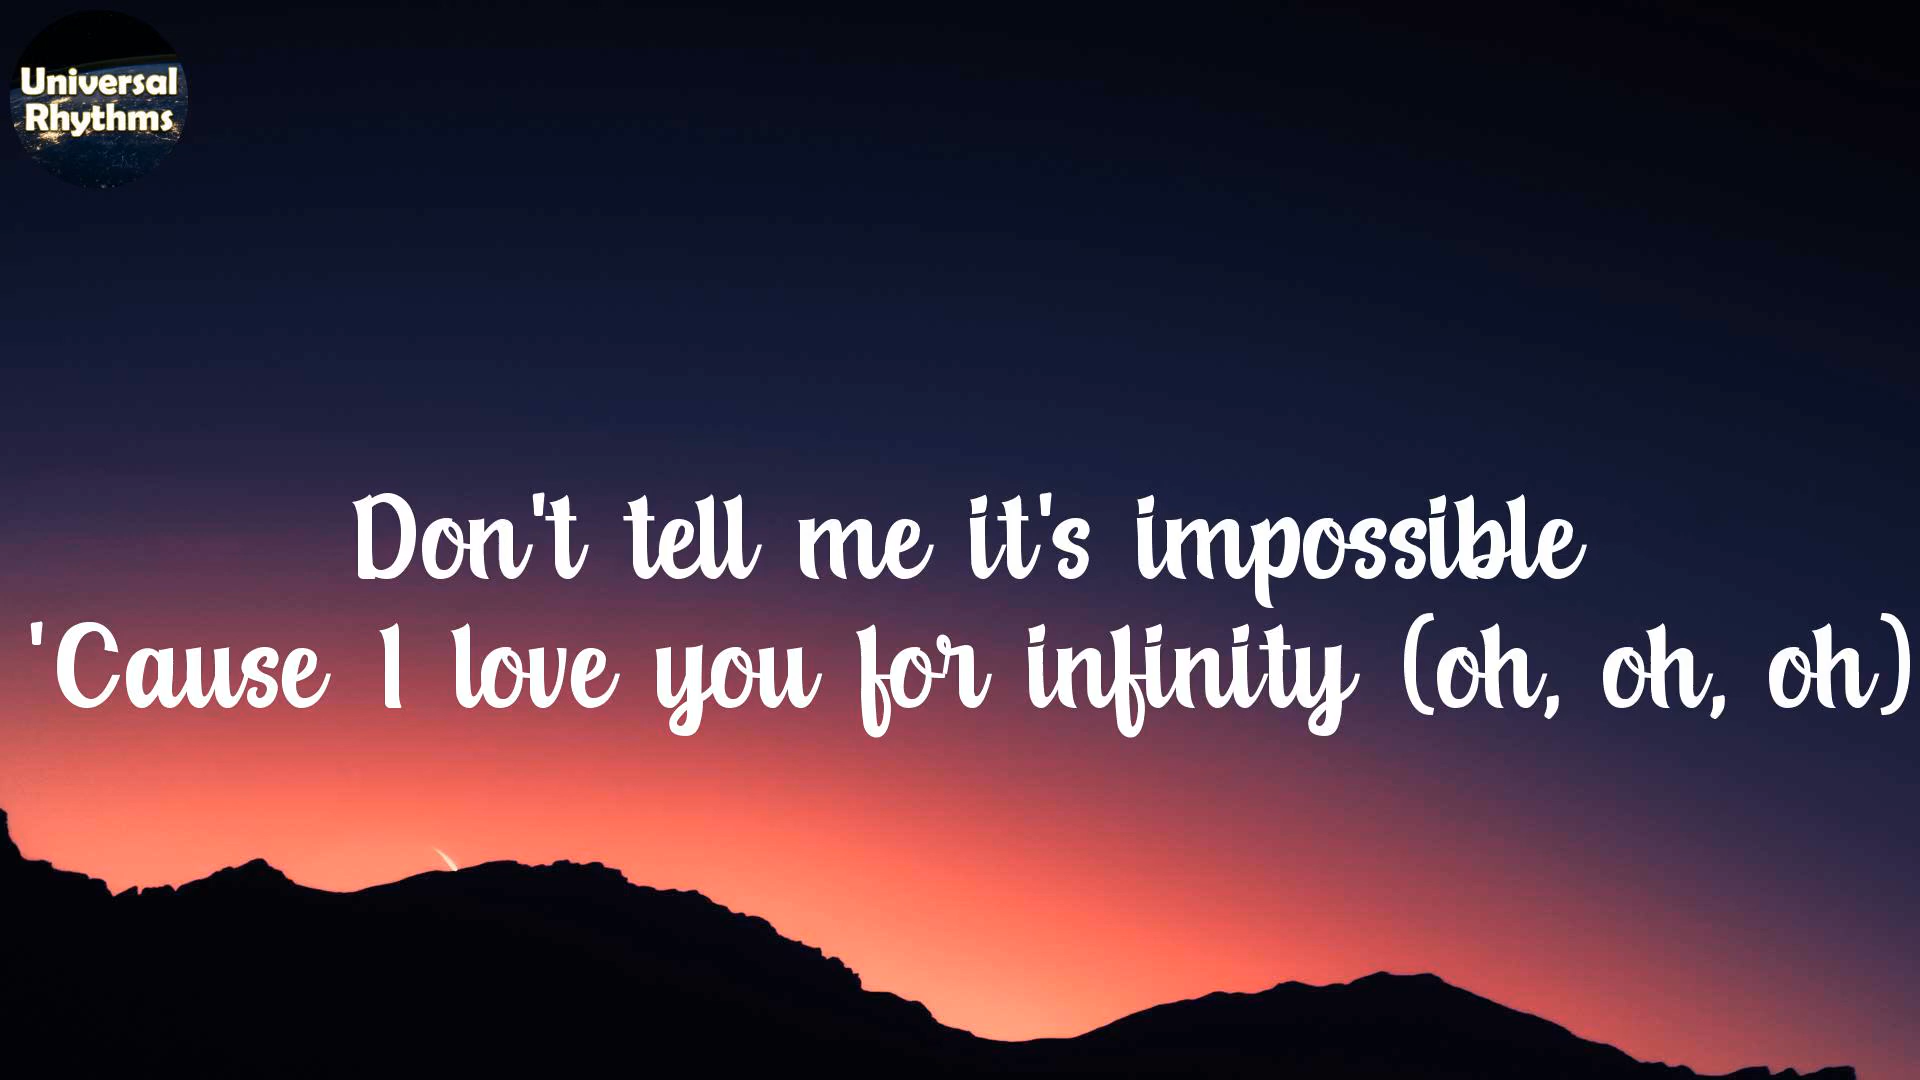 Universal
Rhythms
Don't tell me it's impossible
'Cause I love you for infinity (oh, oh, oh)